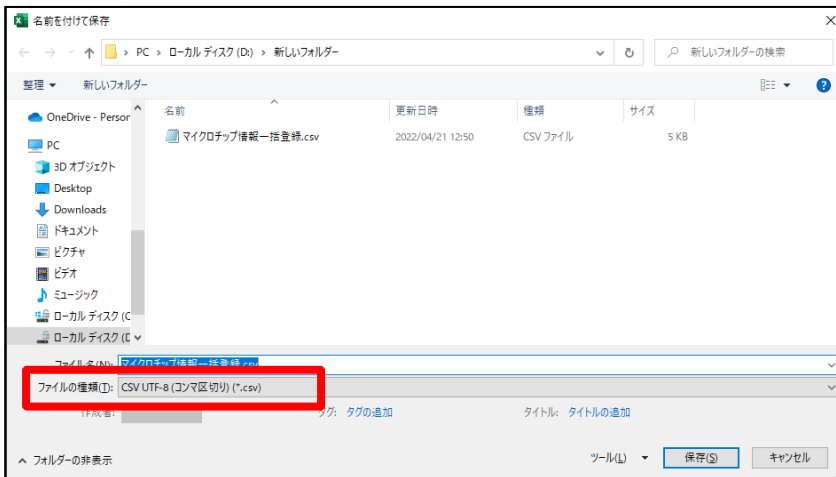 名前を付けて保存
PC › ローカル ディスク (D:) › 新しいフォルダー
新しいフォルダーの検索
整理 新しいフォルダー
名前 更新日時 種類 サイズ
マイクロチップ情報一括登録.csv 2022/04/21 12:50 CSV ファイル 5 KB
OneDrive - Person
PC
3D オブジェクト
Desktop
Downloads
ドキュメント
ピクチャ
ビデオ
ミュージック
ローカル ディスク (C
ローカル ディスク (D
ファイル名(N): マイクロチップ情報一括登録.csv
ファイルの種類(T): CSV UTF-8 (コンマ区切り) (*.csv)
作成者: タグ: タグの追加 タイトル: タイトルの追加
フォルダーの非表示 ツール(L) 保存(S) キャンセル